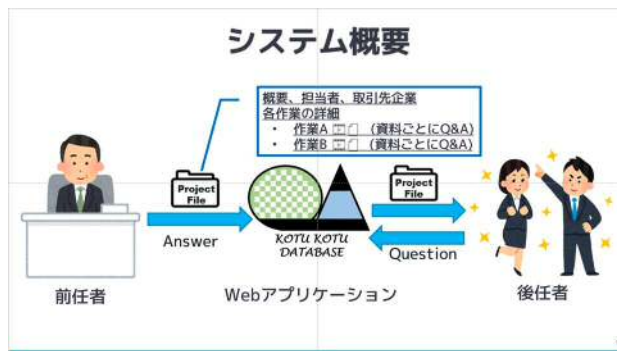 システム概要
概要、担当者、取引先企業
各作業の詳細
・ 作業A (資料ごとにQ&A)
・ 作業B (資料ごとにQ&A)
Project
File
Project
File
Answer
KOTU KOTU
DATABASE
Question
前任者
Webアプリケーション
後任者